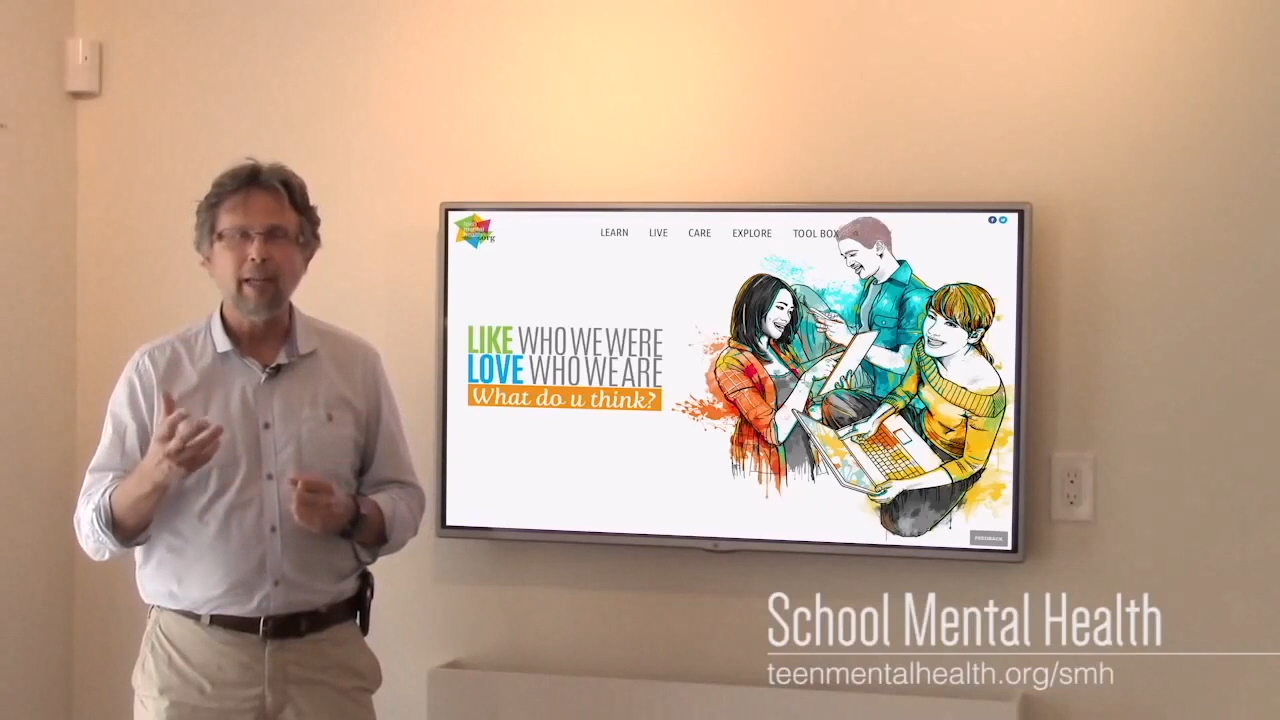 LEARN LIVE CARE EXPLORE TOOL BOX
LIKE WHO WE WERE
LOVE WHO WE ARE
What do u think?
FEEDBACK
School Mental Health
teenmentalhealth.org/smh